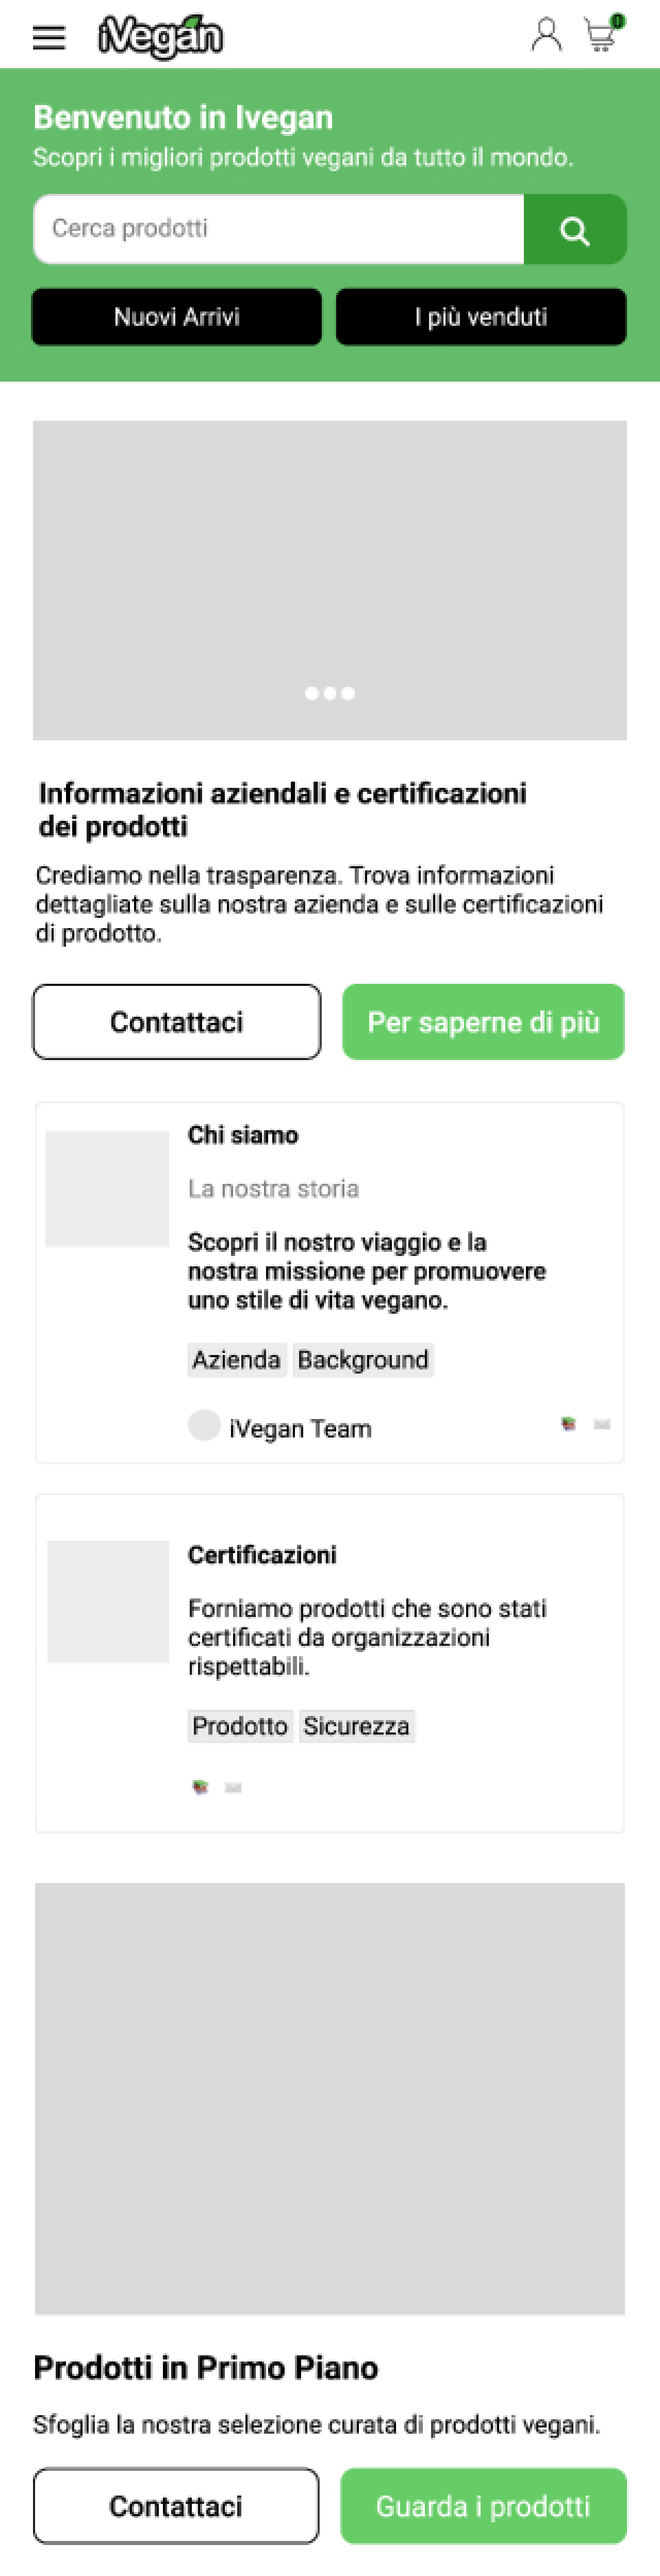 iVegan
0
Benvenuto in Ivegan
Scopri i migliori prodotti vegani da tutto il mondo.
Cerca prodotti
Nuovi Arrivi
I più venduti
Informazioni aziendali e certificazioni
dei prodotti
Crediamo nella trasparenza. Trova informazioni
dettagliate sulla nostra azienda e sulle certificazioni
di prodotto.
Contattaci
Per saperne di più
Chi siamo
La nostra storia
Scopri il nostro viaggio e la
nostra missione per promuovere
uno stile di vita vegano.
Azienda Background
iVegan Team
Certificazioni
Forniamo prodotti che sono stati
certificati da organizzazioni
rispettabili.
Prodotto Sicurezza
Prodotti in Primo Piano
Sfoglia la nostra selezione curata di prodotti vegani.
Contattaci
Guarda i prodotti